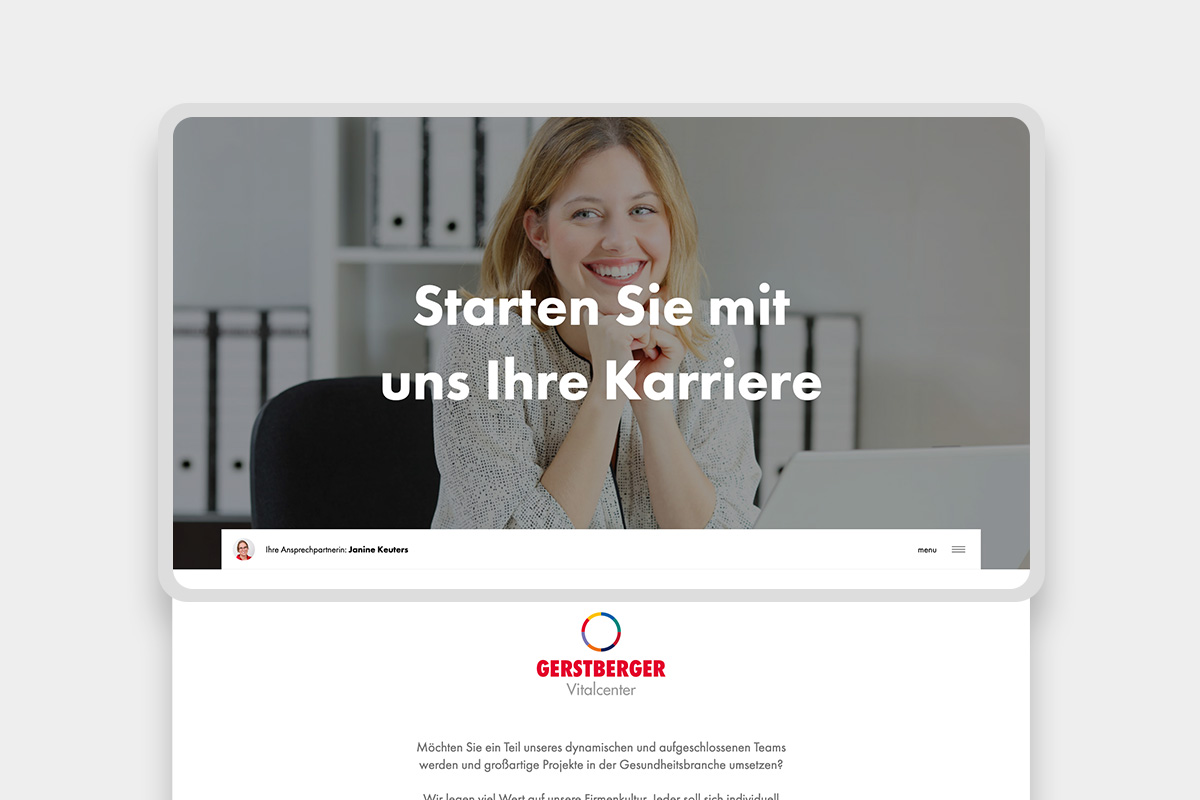 Starten Sie mit
uns Ihre Karriere
Ihre Ansprechpartnerin: Janine Keuters
menu
GERSTBERGER
Vitalcenter
Möchten Sie ein Teil unseres dynamischen und aufgeschlossenen Teams
werden und großartige Projekte in der Gesundheitsbranche umsetzen?
Wir legen viel Wert auf unsere Firmenkultur. Jeder soll sich individuell